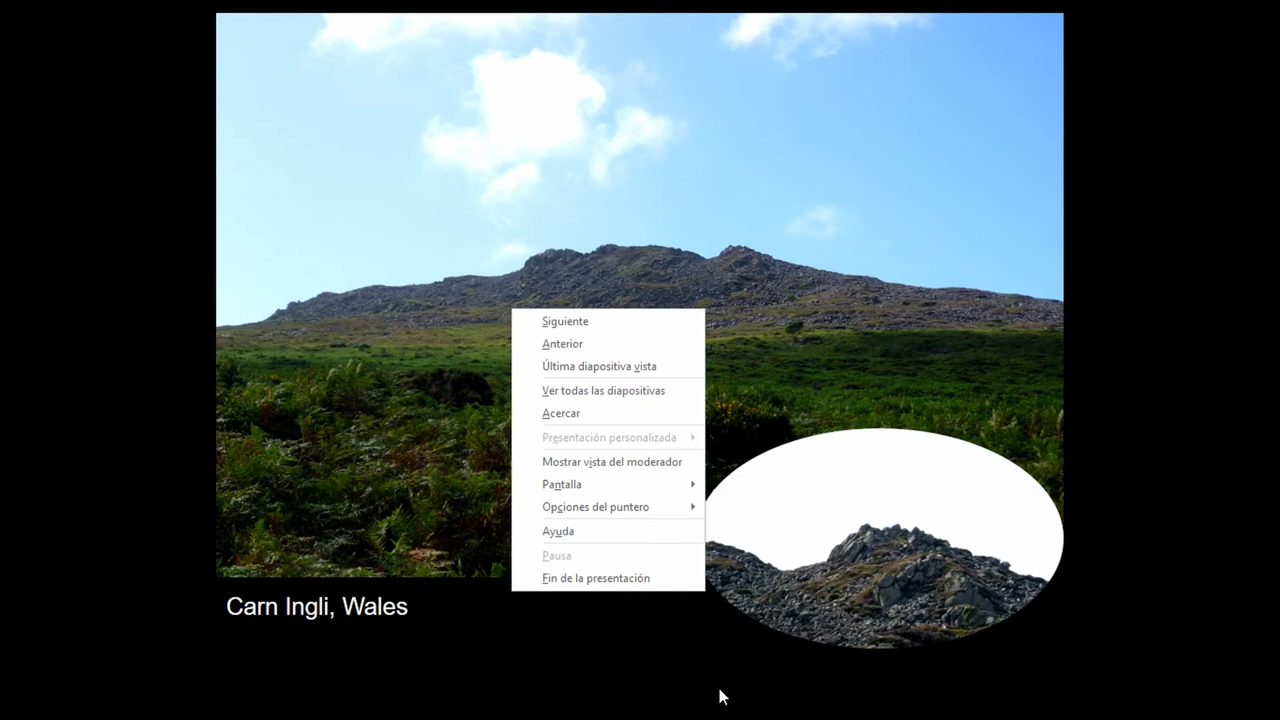 Siguiente
Anterior
Última diapositiva vista
Ver todas las diapositivas
Acercar
Presentación personalizada
Mostrar vista del moderador
Pantalla
Opciones del puntero
Ayuda
Pausa
Fin de la presentación
Carn Ingli, Wales